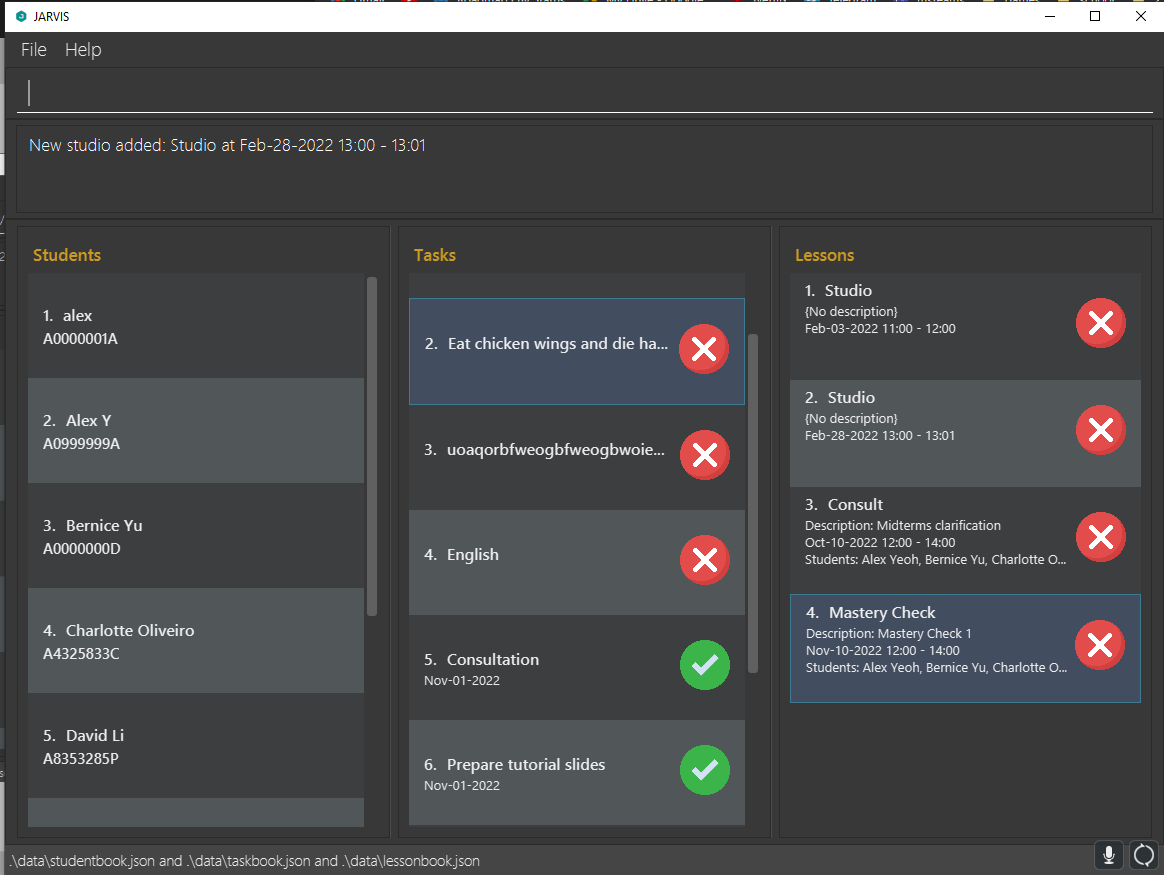 JARVIS
File Help
New studio added: Studio at Feb-28-2022 13:00 - 13:01
Students
1. alex
A0000001A
2. Alex Y
A0999999A
3. Bernice Yu
A0000000D
4. Charlotte Oliveiro
A4325833C
5. David Li
A8353285P
Tasks
2. Eat chicken wings and die ha...
3. uoaqorbfweogbfweogbwoie...
4. English
5. Consultation
Nov-01-2022
6. Prepare tutorial slides
Nov-01-2022
Lessons
1. Studio
{No description}
Feb-03-2022 11:00 - 12:00
2. Studio
{No description}
Feb-28-2022 13:00 - 13:01
3. Consult
Description: Midterms clarification
Oct-10-2022 12:00 - 14:00
Students: Alex Yeoh, Bernice Yu, Charlotte O...
4. Mastery Check
Description: Mastery Check 1
Nov-10-2022 12:00 - 14:00
Students: Alex Yeoh, Bernice Yu, Charlotte O...
.\data\studentbook.json and .\data\taskbook.json and .\data\lessonbook.json